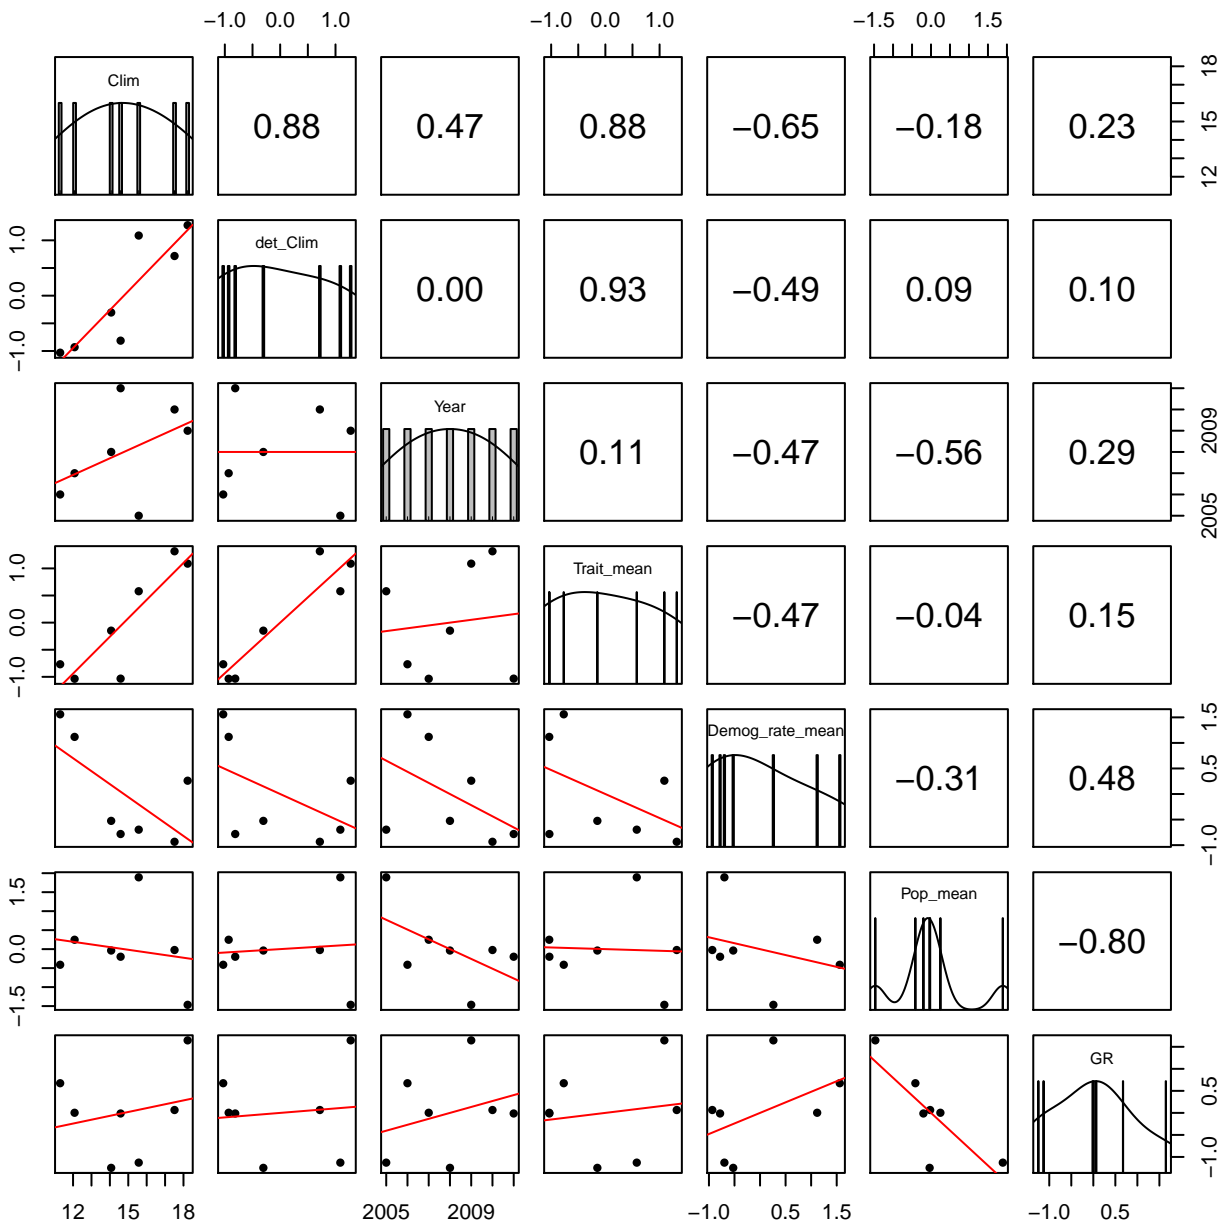 −1.0 0.0 1.0 −1.0 0.0 1.0 −1.5 0.0 1.5
Clim 0.88 0.47 0.88 −0.65 −0.18 0.23 12 15 18
−1.0 0.0 1.0 det_Clim 0.00 0.93 −0.49 0.09 0.10
Year 0.11 −0.47 −0.56 0.29 2005 2009
−1.0 0.0 1.0 Trait_mean −0.47 −0.04 0.15
Demog_rate_mean −0.31 0.48 −1.0 0.5 1.5
−1.5 0.0 1.5 Pop_mean −0.80
GR −1.0 0.5
12 15 18 2005 2009 −1.0 0.5 1.5 −1.0 0.5